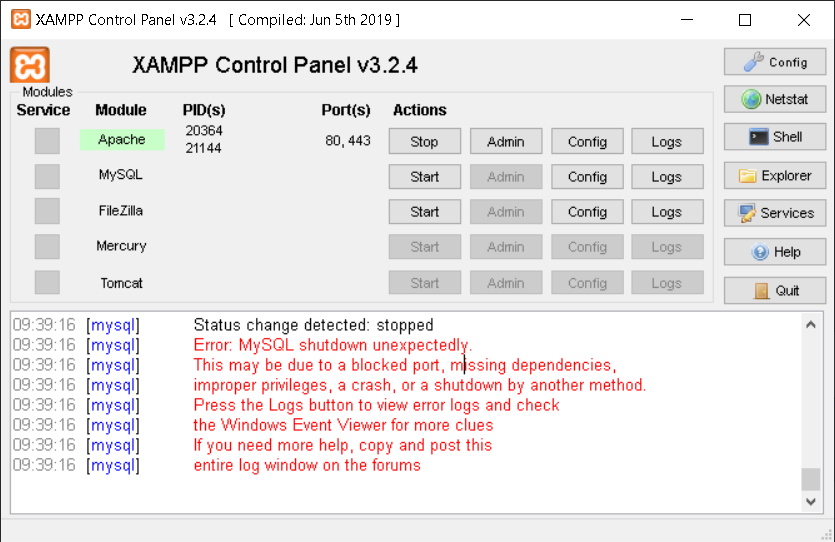 XAMPP Control Panel v3.2.4 [ Compiled: Jun 5th 2019 ]
XAMPP Control Panel v3.2.4
Config
Modules
Service Module PID(s) Port(s) Actions
Netstat
Apache 20364 21144 80, 443 Stop Admin Config Logs
Shell
MySQL Start Admin Config Logs
Explorer
FileZilla Start Admin Config Logs
Services
Mercury Start Admin Config Logs
Help
Tomcat Start Admin Config Logs
Quit
09:39:16 [mysql] Status change detected: stopped
09:39:16 [mysql] Error: MySQL shutdown unexpectedly.
09:39:16 [mysql] This may be due to a blocked port, missing dependencies,
09:39:16 [mysql] improper privileges, a crash, or a shutdown by another method.
09:39:16 [mysql] Press the Logs button to view error logs and check
09:39:16 [mysql] the Windows Event Viewer for more clues
09:39:16 [mysql] If you need more help, copy and post this
09:39:16 [mysql] entire log window on the forums